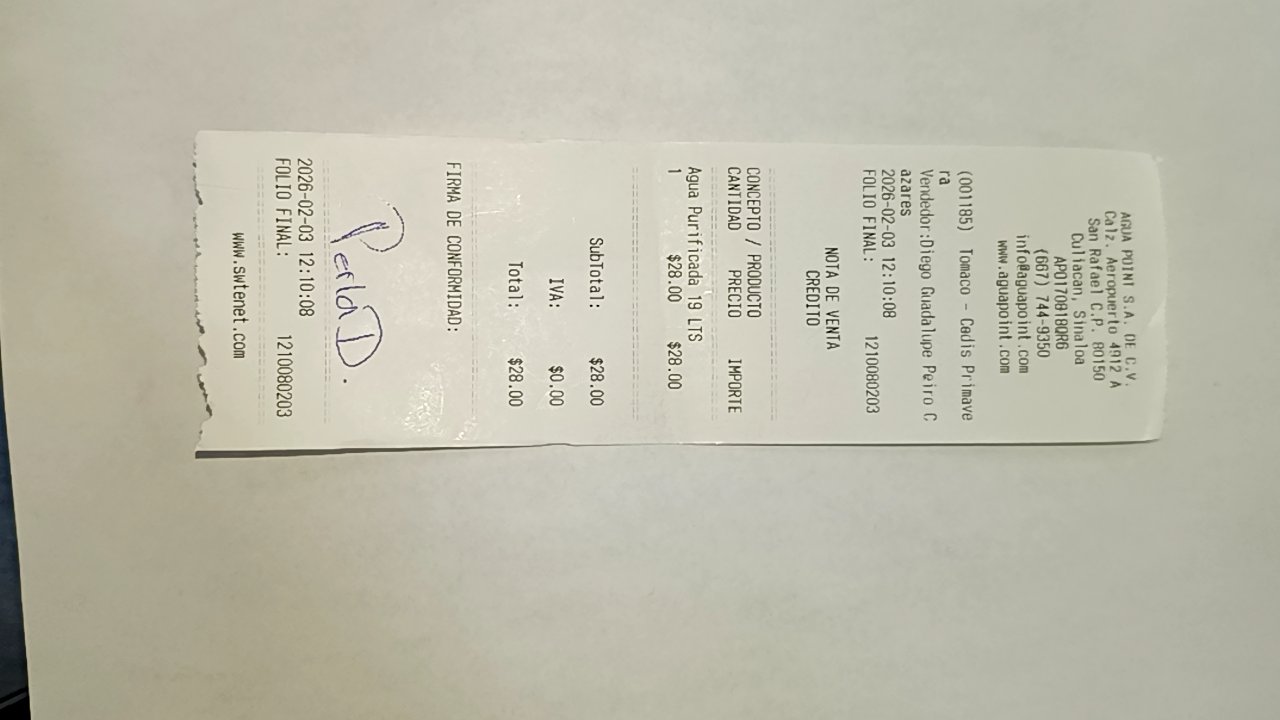 AGUA POINT S.A. DE C.V.
Calz. Aeropuerto 4912 A
San Rafael C.P. 80150
Culiacan, Sinaloa
APO170818QR6
(667) 744-9350
info@aguapoint.com
www.aguapoint.com
(001185) Tomaco - Cedis Primave
ra
Vendedor:Diego Guadalupe Peiro C
azares
2026-02-03 12:10:08
FOLIO FINAL: 1210080203
NOTA DE VENTA
CREDITO
CONCEPTO / PRODUCTO
CANTIDAD PRECIO IMPORTE
Agua Purificada 19 LTS
1 $28.00 $28.00
SubTotal: $28.00
IVA: $0.00
Total: $28.00
FIRMA DE CONFORMIDAD:
Perla D.
2026-02-03 12:10:08
FOLIO FINAL: 1210080203
www.swtenet.com